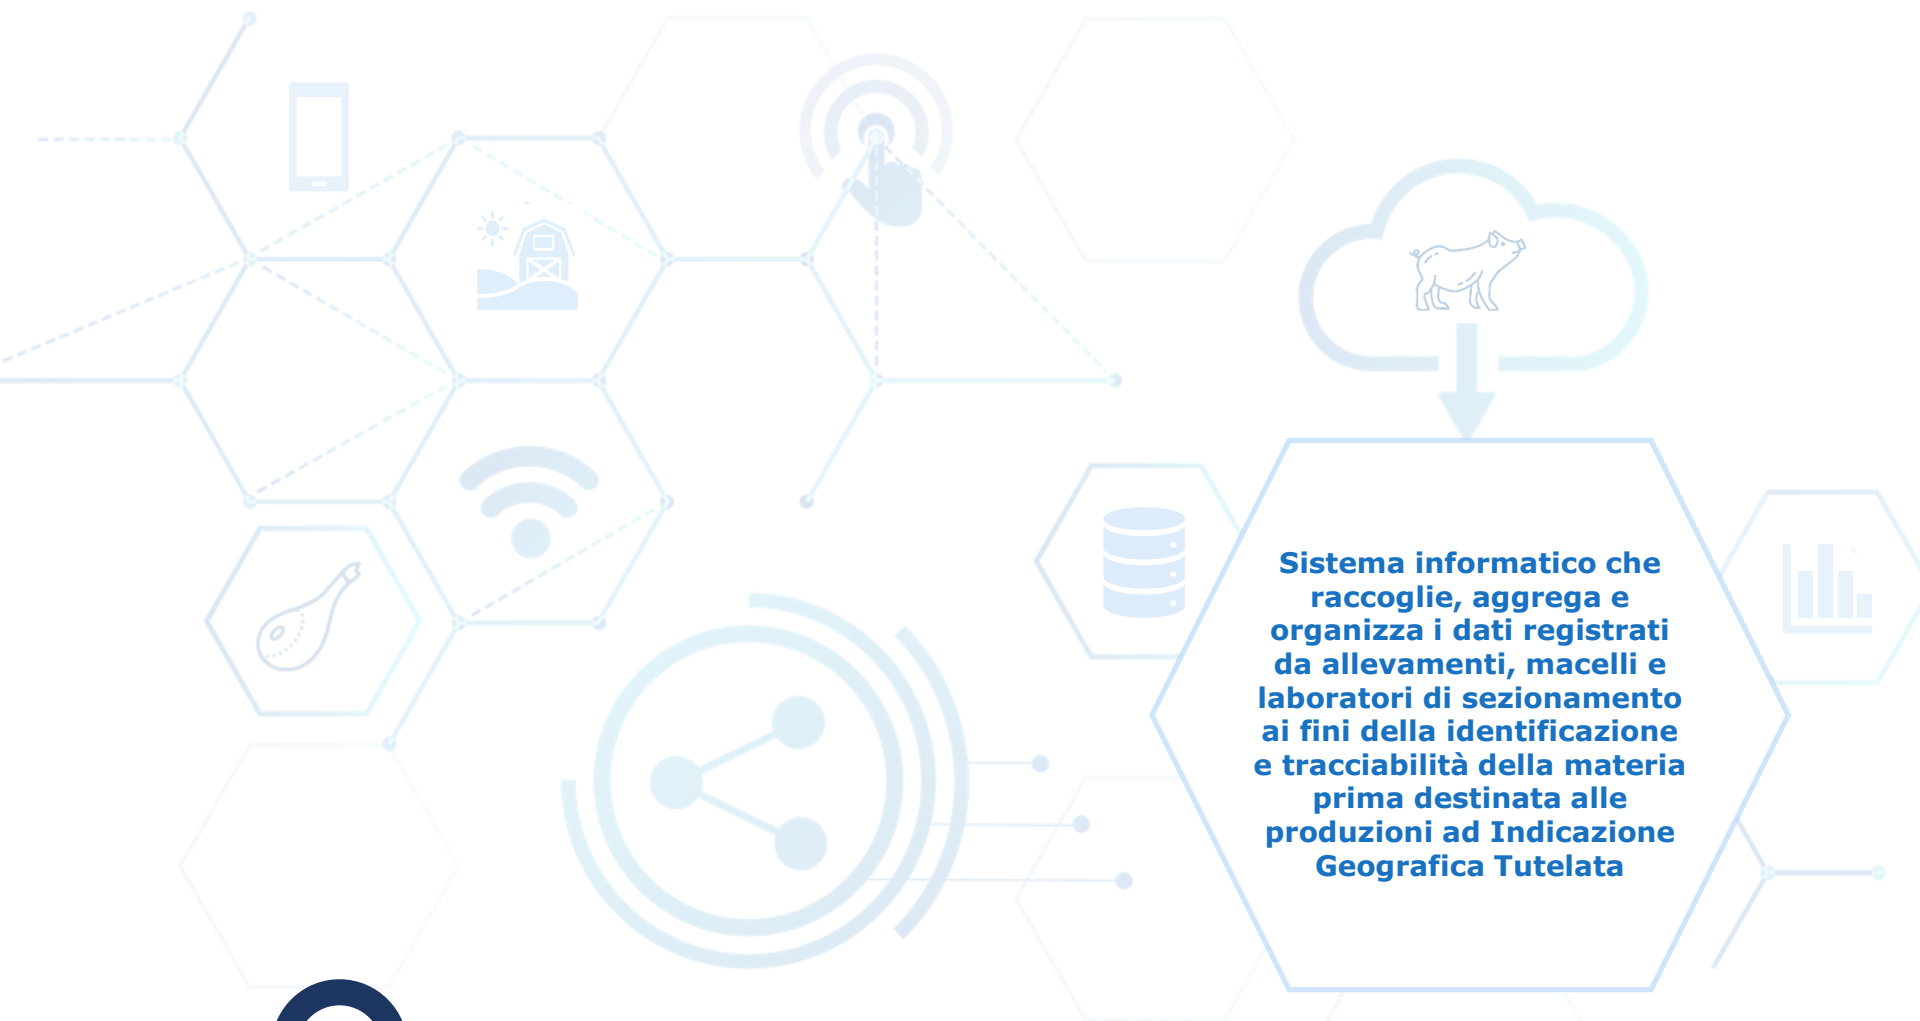 Sistema informatico che
raccoglie, aggrega e
organizza i dati registrati
da allevamenti, macelli e
laboratori di sezionamento
ai fini della identificazione
e tracciabilità della materia
prima destinata alle
produzioni ad Indicazione
Geografica Tutelata